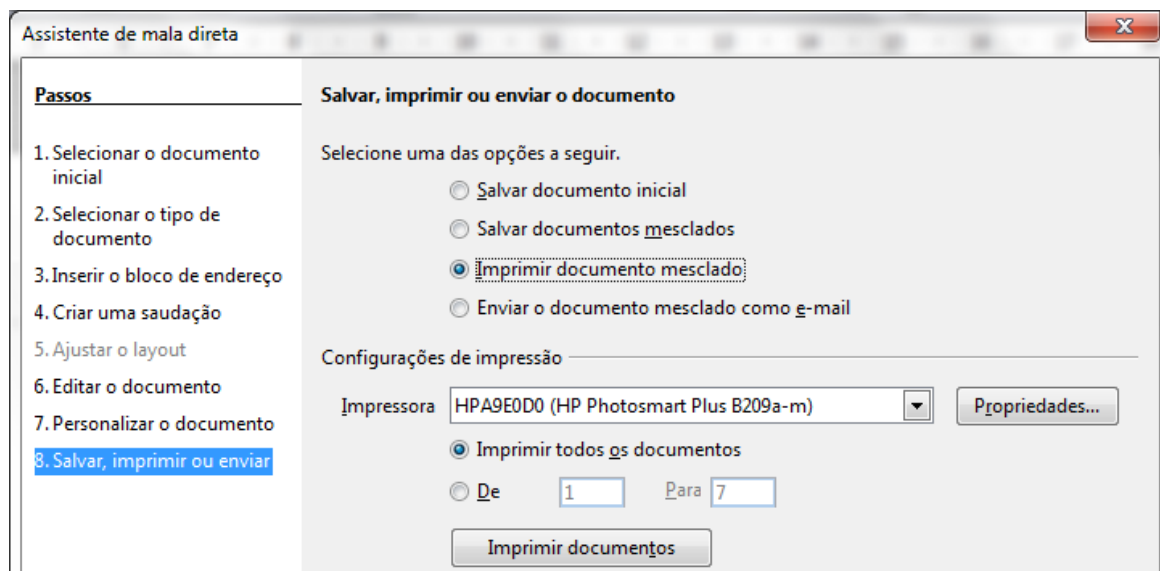 Assistente de mala direta
Passos
1. Selecionar o documento
inicial
2. Selecionar o tipo de
documento
3. Inserir o bloco de endereço
4. Criar uma saudação
5. Ajustar o layout
6. Editar o documento
7. Personalizar o documento
8. Salvar, imprimir ou enviar
Salvar, imprimir ou enviar o documento
Selecione uma das opções a seguir.
Salvar documento inicial
Salvar documentos mesclados
Imprimir documento mesclado
Enviar o documento mesclado como e-mail
Configurações de impressão
Impressora HPA9E0D0 (HP Photosmart Plus B209a-m) Propriedades...
Imprimir todos os documentos
De 1 Para 7
Imprimir documentos